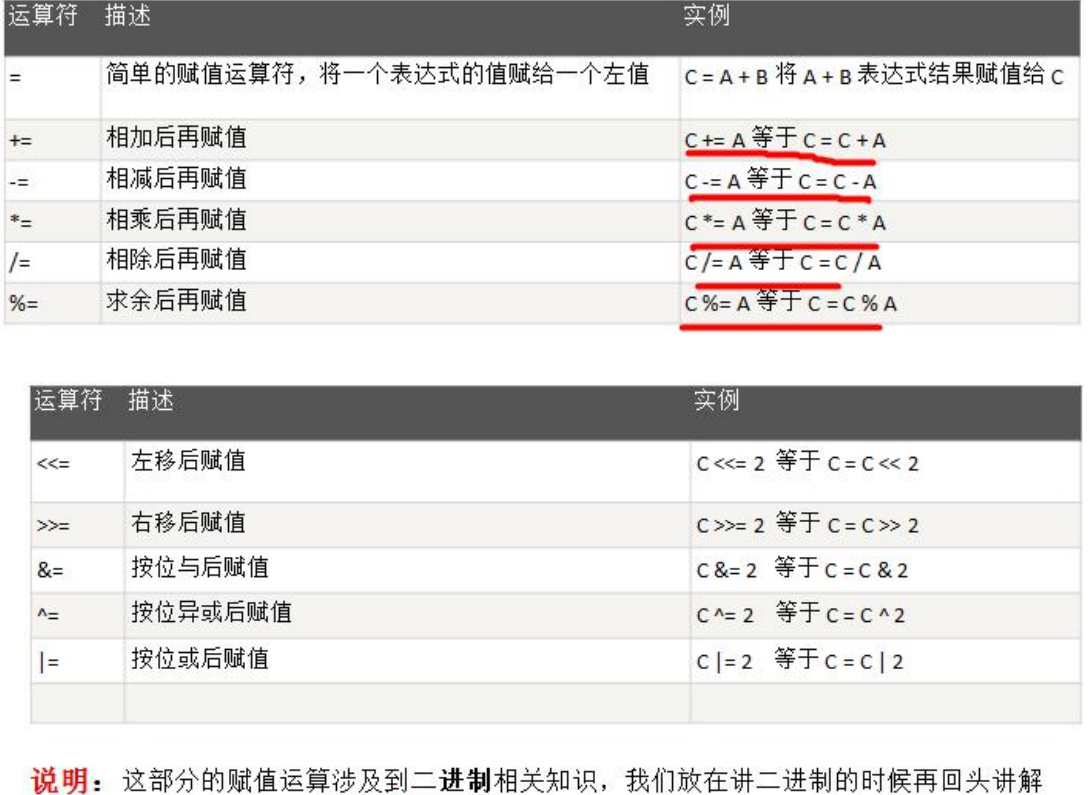 运算符 描述 实例
= 简单的赋值运算符，将一个表达式的值赋给一个左值 C = A + B 将 A + B 表达式结果赋值给 C
+= 相加后再赋值 C += A 等于 C = C + A
-= 相减后再赋值 C -= A 等于 C = C - A
*= 相乘后再赋值 C *= A 等于 C = C * A
/= 相除后再赋值 C /= A 等于 C = C / A
%= 求余后再赋值 C %= A 等于 C = C % A
运算符 描述 实例
<<= 左移后赋值 C <<= 2 等于 C = C << 2
>>= 右移后赋值 C >>= 2 等于 C = C >> 2
&= 按位与后赋值 C &= 2 等于 C = C & 2
^= 按位异或后赋值 C ^= 2 等于 C = C ^ 2
|= 按位或后赋值 C |= 2 等于 C = C | 2
说明：这部分的赋值运算涉及到二进制相关知识，我们放在讲二进制的时候再回头讲解